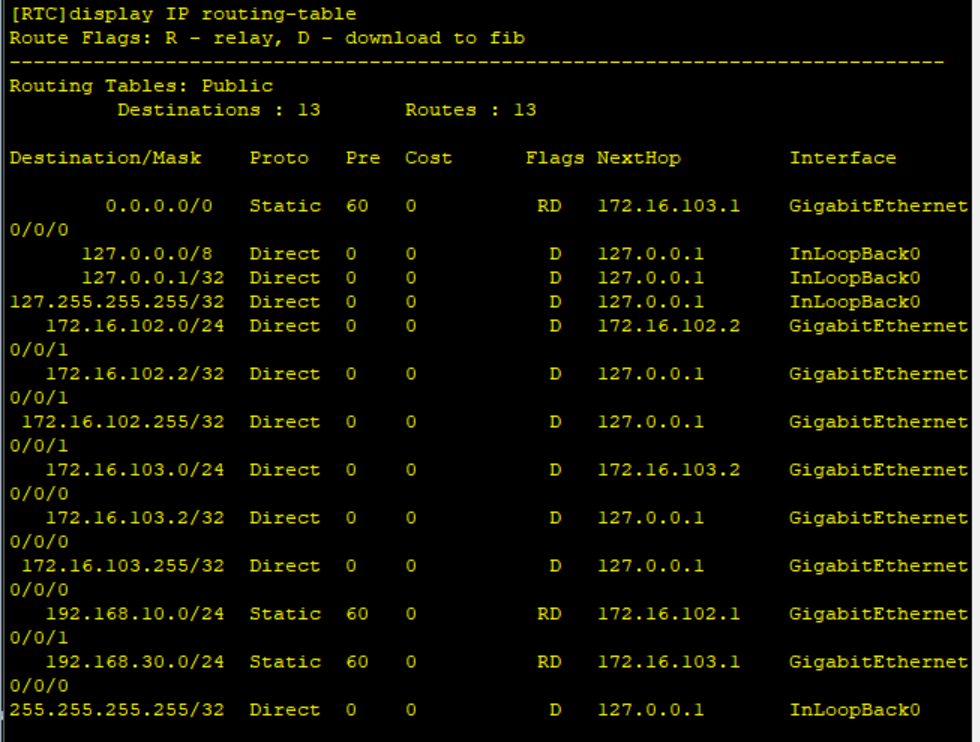 [RTC]display IP routing-table
Route Flags: R - relay, D - download to fib
------------------------------------------------------------------------------
Routing Tables: Public
         Destinations : 13       Routes : 13

Destination/Mask    Proto   Pre  Cost      Flags NextHop         Interface

        0.0.0.0/0   Static  60   0          RD   172.16.103.1    GigabitEthernet
0/0/0
      127.0.0.0/8   Direct  0    0           D   127.0.0.1       InLoopBack0
      127.0.0.1/32  Direct  0    0           D   127.0.0.1       InLoopBack0
127.255.255.255/32  Direct  0    0           D   127.0.0.1       InLoopBack0
   172.16.102.0/24  Direct  0    0           D   172.16.102.2    GigabitEthernet
0/0/1
   172.16.102.2/32  Direct  0    0           D   127.0.0.1       GigabitEthernet
0/0/1
 172.16.102.255/32  Direct  0    0           D   127.0.0.1       GigabitEthernet
0/0/1
   172.16.103.0/24  Direct  0    0           D   172.16.103.2    GigabitEthernet
0/0/0
   172.16.103.2/32  Direct  0    0           D   127.0.0.1       GigabitEthernet
0/0/0
 172.16.103.255/32  Direct  0    0           D   127.0.0.1       GigabitEthernet
0/0/0
   192.168.10.0/24  Static  60   0          RD   172.16.102.1    GigabitEthernet
0/0/1
   192.168.30.0/24  Static  60   0          RD   172.16.103.1    GigabitEthernet
0/0/0
255.255.255.255/32  Direct  0    0           D   127.0.0.1       InLoopBack0